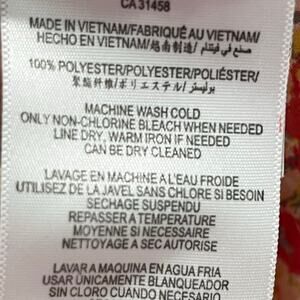 CA 31458
MADE IN VIETNAM/FABRIQUÉ AU VIETNAM/
HECHO EN VIETNAM/越南制造/ صنع في فيتنام
100% POLYESTER/POLYESTER/POLIÉSTER/
聚酯纤维/ポリエステル/ بوليستر
MACHINE WASH COLD
ONLY NON-CHLORINE BLEACH WHEN NEEDED
LINE DRY, WARM IRON IF NEEDED
CAN BE DRY CLEANED
LAVAGE EN MACHINE A L'EAU FROIDE
UTILISEZ DE LA JAVEL SANS CHLORE SI BESOIN
SECHAGE SUSPENDU
REPASSER A TEMPERATURE
MOYENNE SI NECESSAIRE
NETTOYAGE A SEC AUTORISE
LAVAR A MAQUINA EN AGUA FRIA
USAR ÚNICAMENTE BLANQUEADOR
SIN CLORO CUANDO NECESARIO